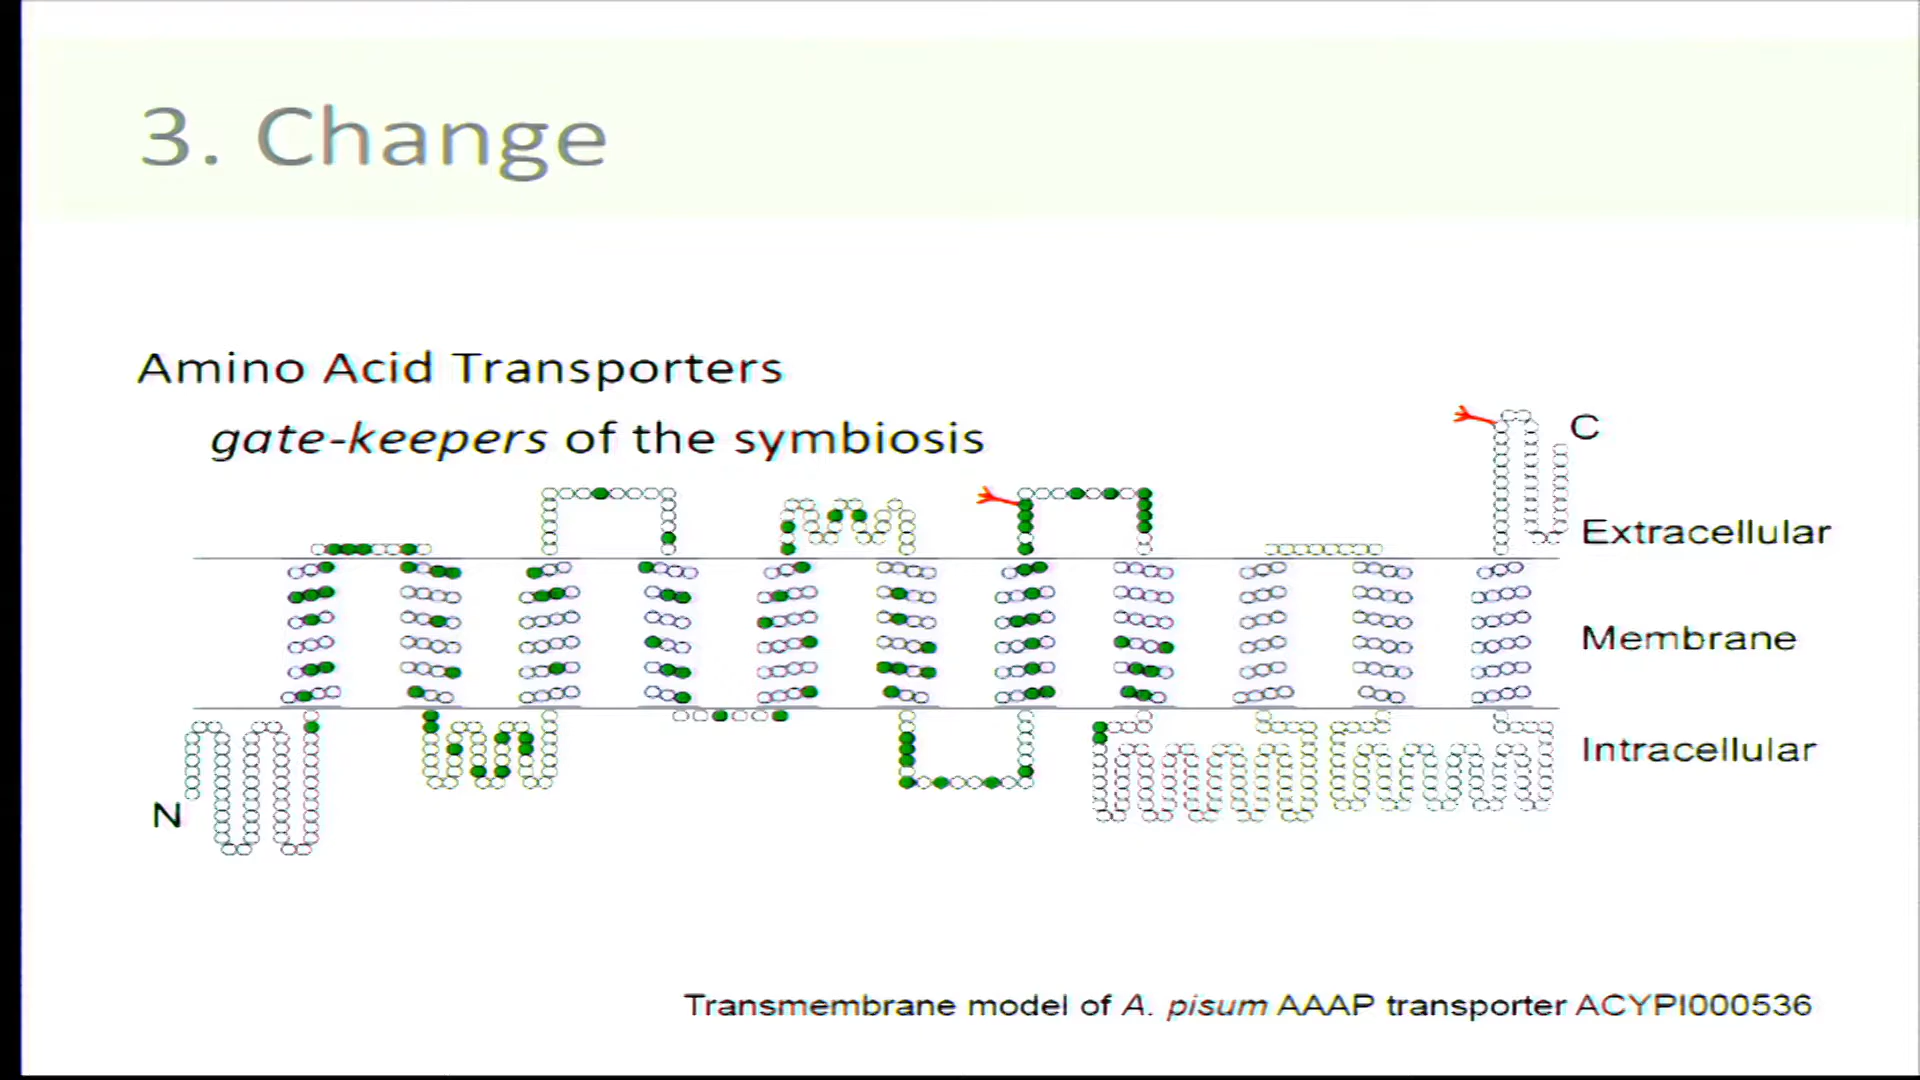 3. Change
Amino Acid Transporters
gate-keepers of the symbiosis
C
Extracellular
Membrane
Intracellular
N
Transmembrane model of A. pisum AAAP transporter ACYPI000536